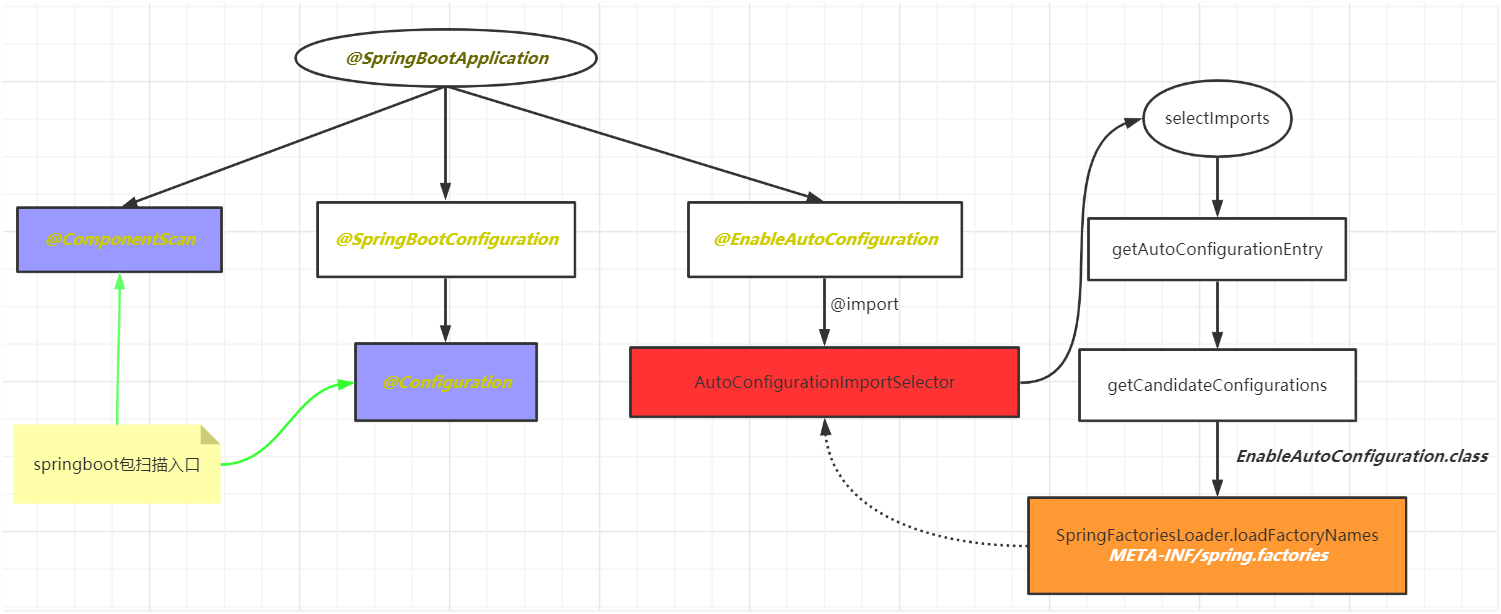 @SpringBootApplication
selectImports
@ComponentScan
@SpringBootConfiguration
@EnableAutoConfiguration
getAutoConfigurationEntry
@import
@Configuration
AutoConfigurationImportSelector
getCandidateConfigurations
springboot包扫描入口
EnableAutoConfiguration.class
SpringFactoriesLoader.loadFactoryNames
META-INF/spring.factories